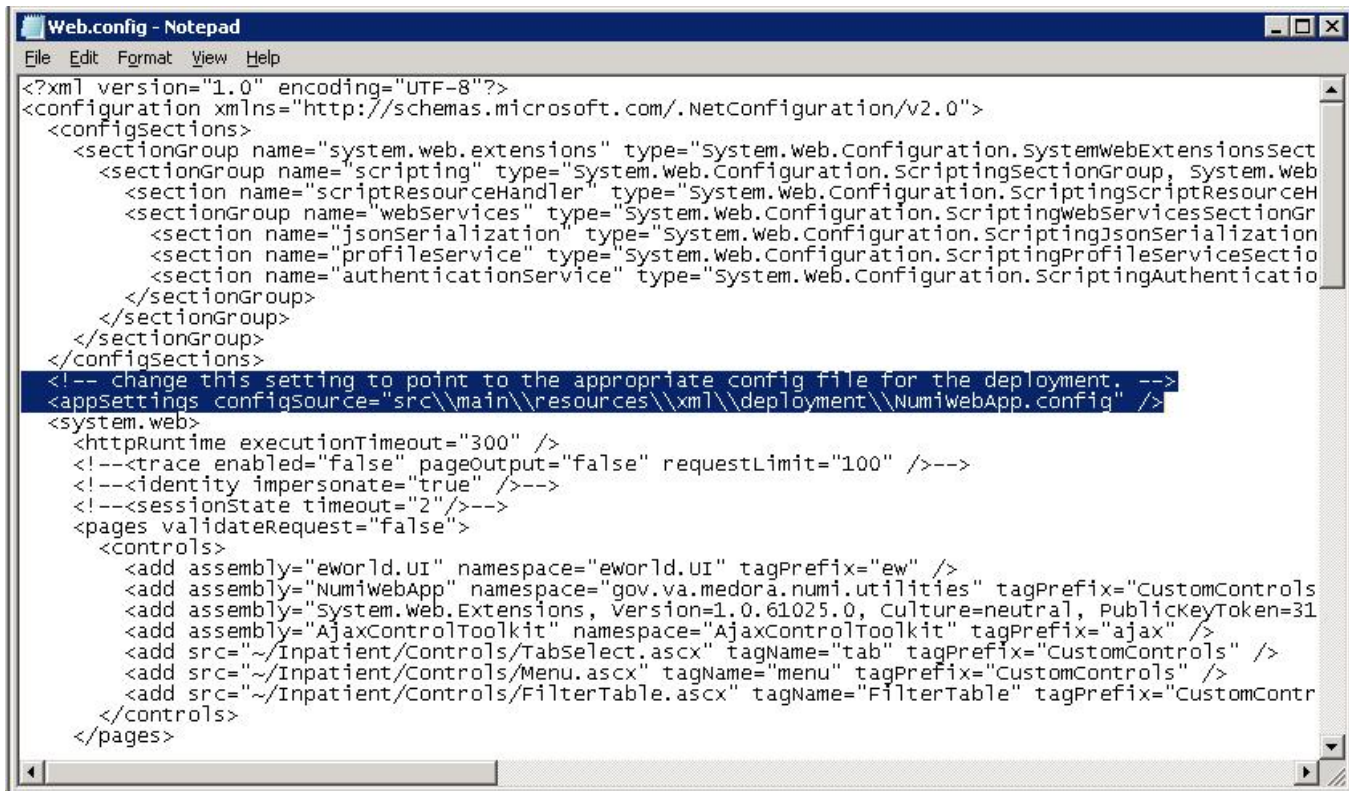 Web.config - Notepad
File Edit Format View Help
<?xml version="1.0" encoding="UTF-8"?>
<configuration xmlns="http://schemas.microsoft.com/.NetConfiguration/v2.0">
  <configSections>
    <sectionGroup name="system.web.extensions" type="System.Web.Configuration.SystemWebExtensionsSect
      <sectionGroup name="scripting" type="System.Web.Configuration.ScriptingSectionGroup, System.Web
        <section name="scriptResourceHandler" type="System.Web.Configuration.ScriptingScriptResourceH
        <sectionGroup name="webServices" type="System.Web.Configuration.ScriptingWebServicesSectionGr
          <section name="jsonSerialization" type="System.Web.Configuration.ScriptingJsonSerialization
          <section name="profileService" type="System.Web.Configuration.ScriptingProfileServiceSectio
          <section name="authenticationService" type="System.Web.Configuration.ScriptingAuthenticatio
        </sectionGroup>
      </sectionGroup>
    </sectionGroup>
  </configSections>
  <!-- change this setting to point to the appropriate config file for the deployment. -->
  <appSettings configSource="src\\main\\resources\\xml\\deployment\\NumiWebApp.config" />
  <system.web>
    <httpRuntime executionTimeout="300" />
    <!--<trace enabled="false" pageOutput="false" requestLimit="100" />-->
    <!--<identity impersonate="true" />-->
    <!--<sessionState timeout="2"/>-->
    <pages validateRequest="false">
      <controls>
        <add assembly="eWorld.UI" namespace="eWorld.UI" tagPrefix="ew" />
        <add assembly="NumiWebApp" namespace="gov.va.medora.numi.utilities" tagPrefix="CustomControls
        <add assembly="System.Web.Extensions, Version=1.0.61025.0, Culture=neutral, PublicKeyToken=31
        <add assembly="AjaxControlToolkit" namespace="AjaxControlToolkit" tagPrefix="ajax" />
        <add src="~/Inpatient/Controls/TabSelect.ascx" tagName="tab" tagPrefix="CustomControls" />
        <add src="~/Inpatient/Controls/Menu.ascx" tagName="menu" tagPrefix="CustomControls" />
        <add src="~/Inpatient/Controls/FilterTable.ascx" tagName="FilterTable" tagPrefix="CustomContr
      </controls>
    </pages>